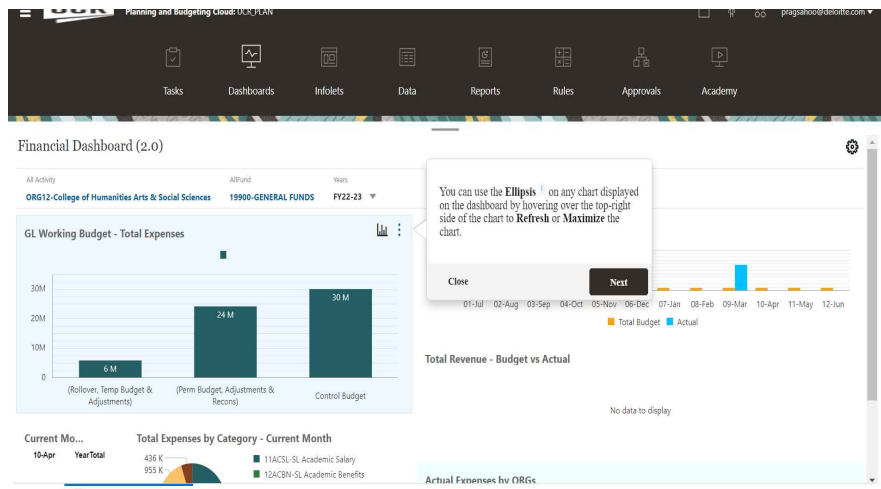 UCR Planning and Budgeting Cloud: UCR_PLAN pragsahoo@deloitte.com
Tasks Dashboards Infolets Data Reports Rules Approvals Academy
Financial Dashboard (2.0)
All Activity AllFund Years
ORG12-College of Humanities Arts & Social Sciences 19900-GENERAL FUNDS FY22-23
You can use the Ellipsis on any chart displayed
on the dashboard by hovering over the top-right
side of the chart to Refresh or Maximize the
chart.
Close Next
GL Working Budget - Total Expenses
30M
20M
10M
0
6 M
24 M
30 M
(Rollover, Temp Budget &
Adjustments)
(Perm Budget, Adjustments &
Recons)
Control Budget
01-Jul 02-Aug 03-Sep 04-Oct 05-Nov 06-Dec 07-Jan 08-Feb 09-Mar 10-Apr 11-May 12-Jun
Total Budget Actual
Total Revenue - Budget vs Actual
No data to display
Current Mo...
10-Apr YearTotal
Total Expenses by Category - Current Month
436 K
955 K
11ACSL-SL Academic Salary
12ACBN-SL Academic Benefits
Actual Expenses by ORGs